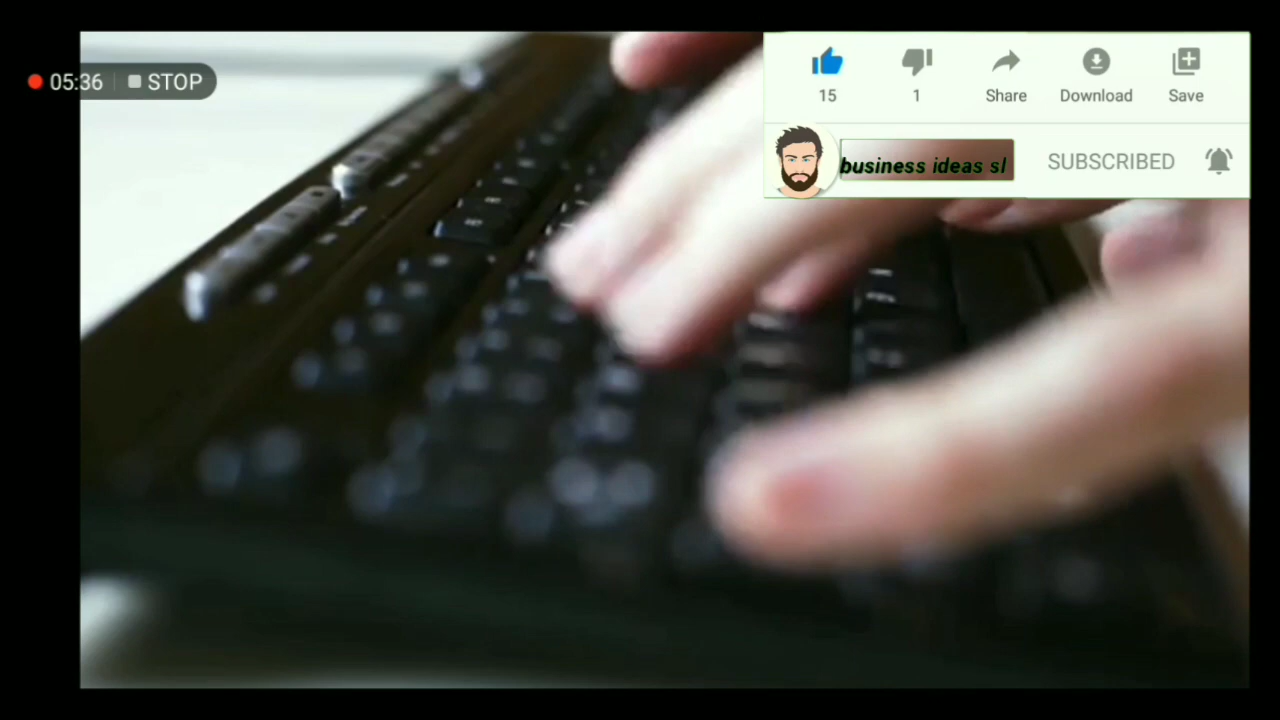 05:36 STOP
15
1
Share
Download
Save
business ideas sl
SUBSCRIBED